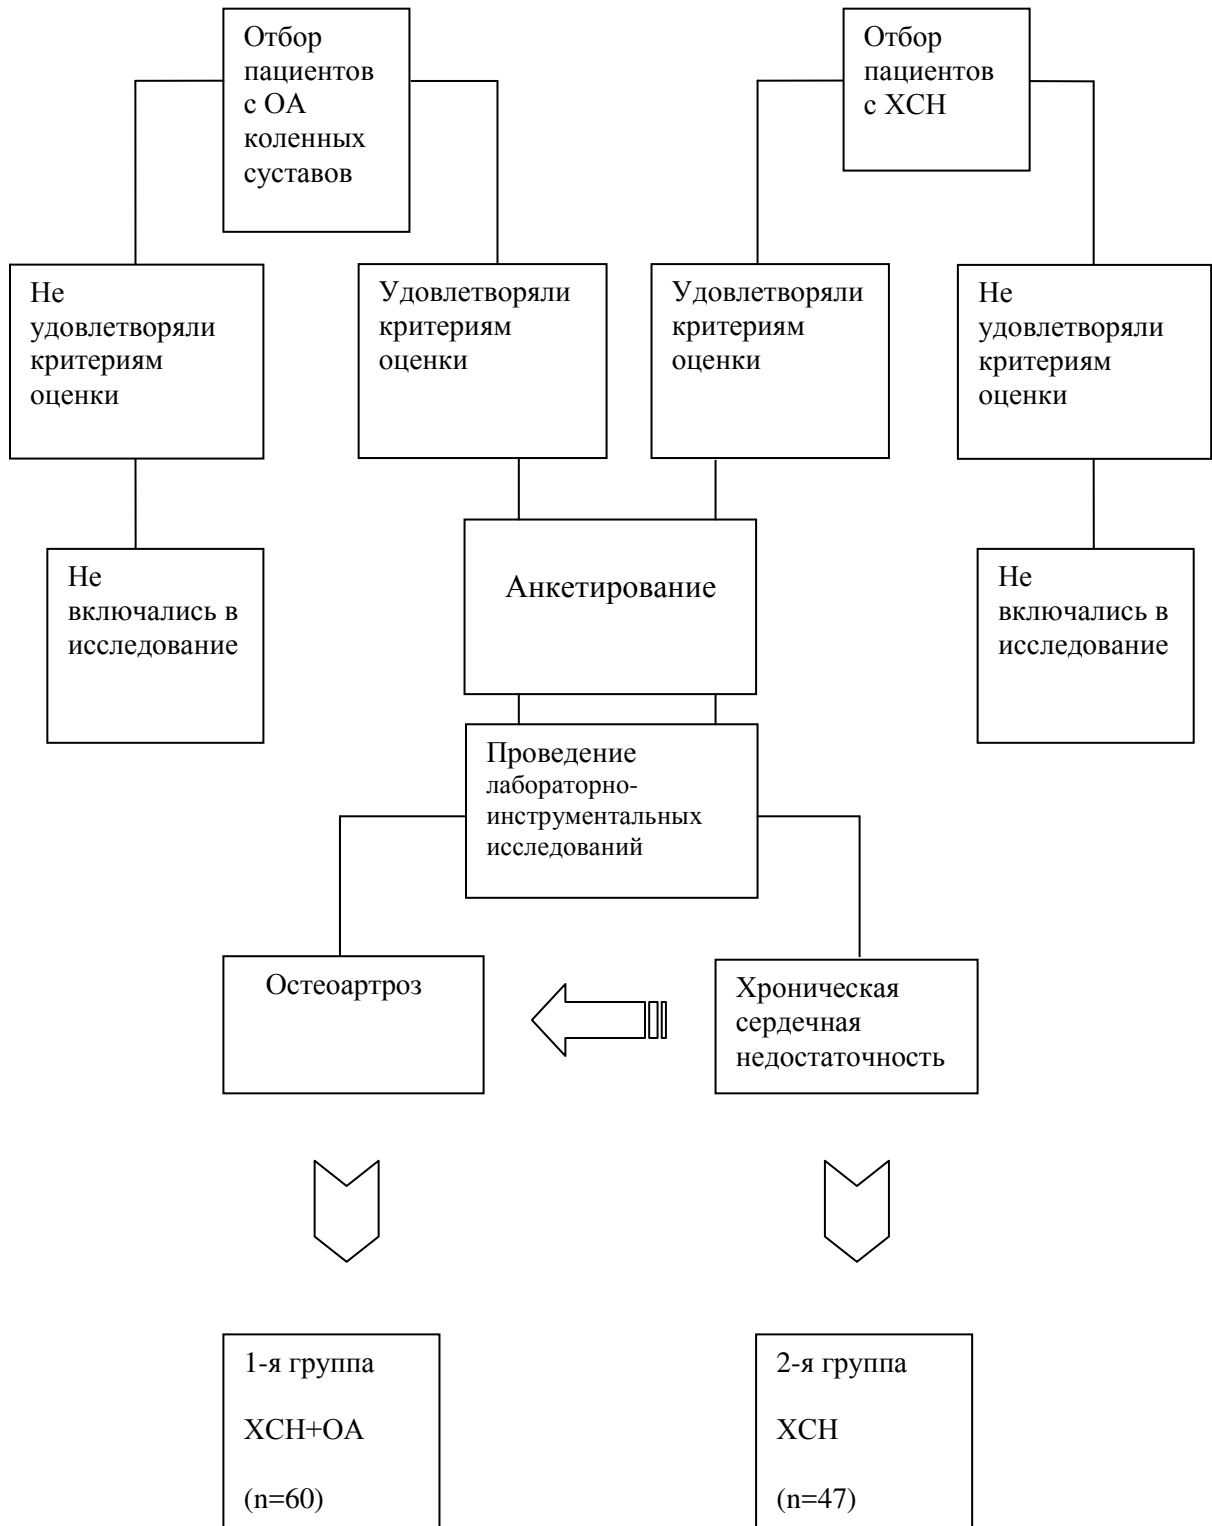 Отбор
пациентов
с ОА
коленных
суставов
Отбор
пациентов
с ХСН
Не
удовлетворяли
критериям
оценки
Удовлетворяли
критериям
оценки
Удовлетворяли
критериям
оценки
Не
удовлетворяли
критериям
оценки
Не
включались в
исследование
Анкетирование
Не
включались в
исследование
Проведение
лабораторно-
инструментальных
исследований
Остеоартроз
Хроническая
сердечная
недостаточность
1-я группа
ХСН+ОА
(n=60)
2-я группа
ХСН
(n=47)